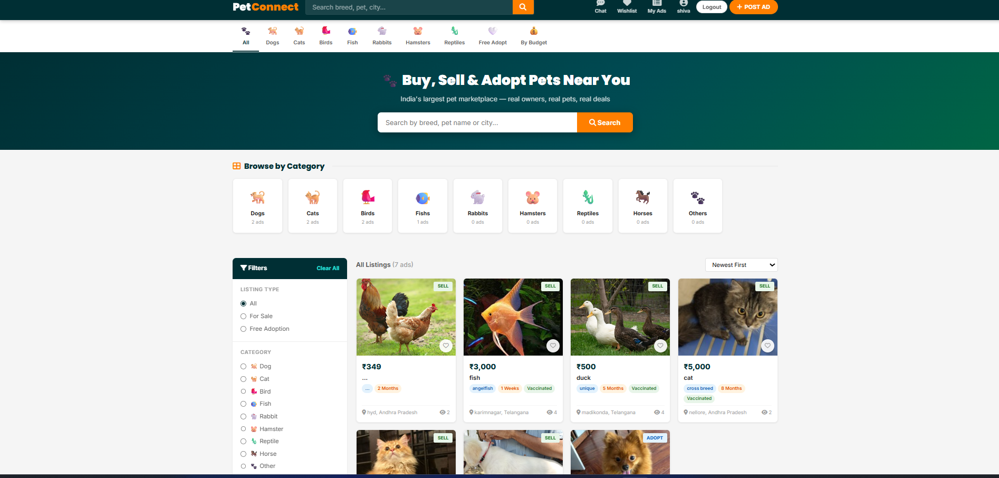 PetConnect
Search breed, pet, city...
Chat
Wishlist
My Ads
shiva
Logout
+ POST AD
All
Dogs
Cats
Birds
Fish
Rabbits
Hamsters
Reptiles
Free Adopt
By Budget
Buy, Sell & Adopt Pets Near You
India's largest pet marketplace — real owners, real pets, real deals
Search by breed, pet name or city...
Search
Browse by Category
Dogs
2 ads
Cats
2 ads
Birds
2 ads
Fishs
1 ads
Rabbits
0 ads
Hamsters
0 ads
Reptiles
0 ads
Horses
0 ads
Others
0 ads
Filters
Clear All
LISTING TYPE
All
For Sale
Free Adoption
CATEGORY
Dog
Cat
Bird
Fish
Rabbit
Hamster
Reptile
Horse
Other
All Listings (7 ads)
Newest First
SELL
₹349
...
...
2 Months
hyd, Andhra Pradesh
2
SELL
₹3,000
fish
angelfish
1 Weeks
Vaccinated
karimnagar, Telangana
4
SELL
₹500
duck
unique
5 Months
Vaccinated
madikonda, Telangana
4
SELL
₹5,000
cat
cross breed
8 Months
Vaccinated
nellore, Andhra Pradesh
2
SELL
SELL
ADOPT